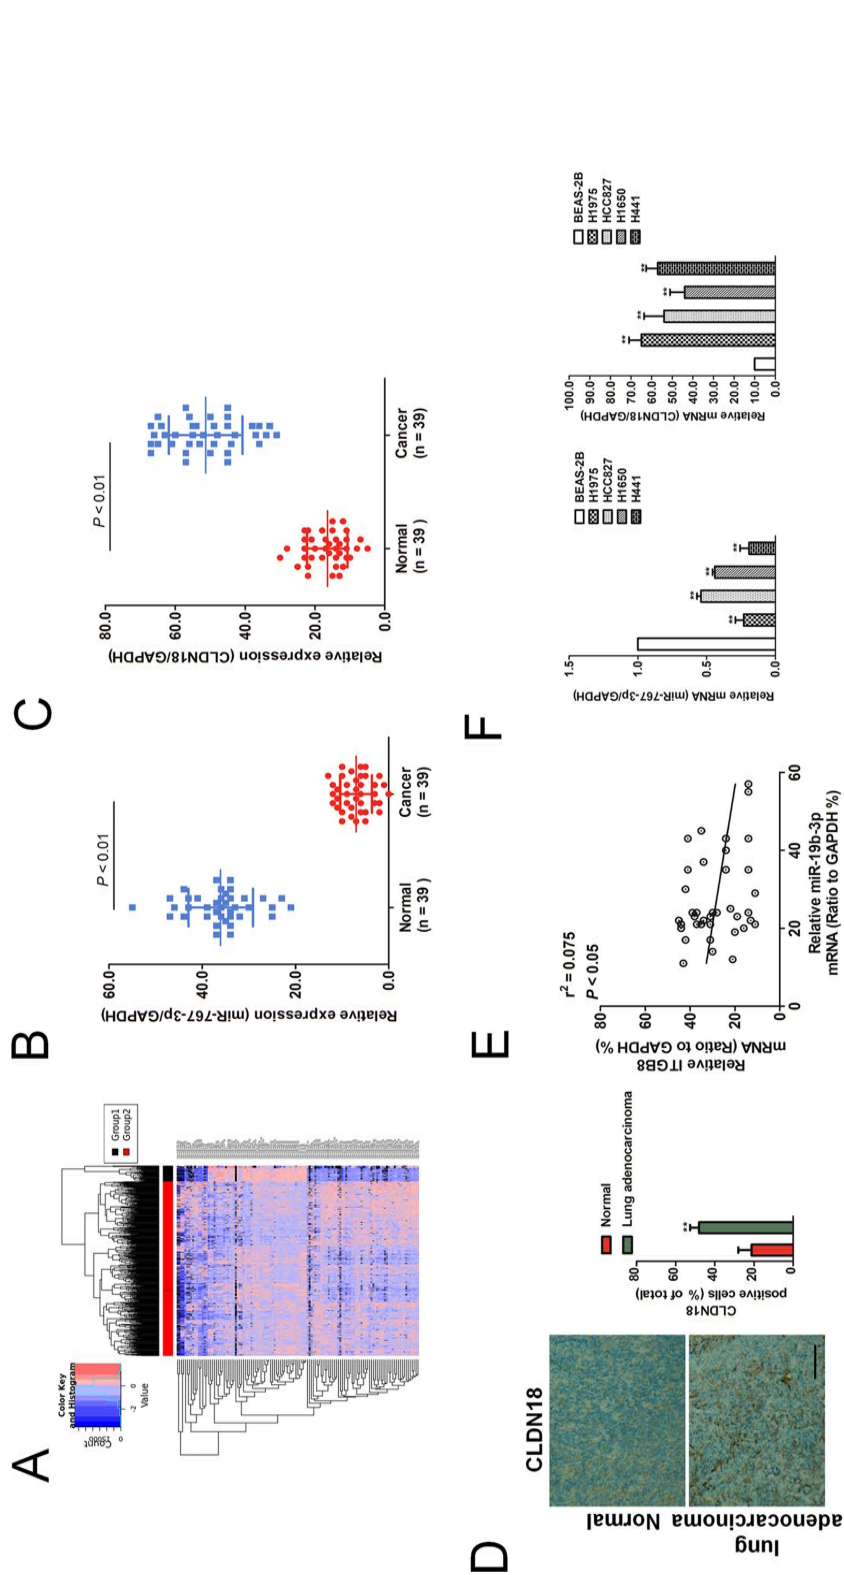 A
Color Key
and Histogram
Count
0
15000
-2
0
Value
Group1
Group2
B
P < 0.01
Relative expression (miR-767-3p/GAPDH)
60.0
40.0
20.0
0.0
Normal
(n = 39 )
Cancer
(n = 39)
C
P < 0.01
Relative expression (CLDN18/GAPDH)
80.0
60.0
40.0
20.0
0.0
Normal
(n = 39 )
Cancer
(n = 39)
D
CLDN18
Normal
lung
adenocarcinoma
Normal
Lung adenocarcinoma
CLDN18
positive cells (% of total)
80
60
40
20
0
**
E
r2 = 0.075
P < 0.05
Relative ITGB8
mRNA (Ratio to GAPDH %)
80
60
40
20
0
0
20
40
60
Relative miR-19b-3p
mRNA (Ratio to GAPDH %)
F
Relative mRNA (miR-767-3p/GAPDH)
1.5
1.0
0.5
0.0
**
**
**
**
BEAS-2B
H1975
HCC827
H1650
H441
Relative mRNA (CLDN18/GAPDH)
100.0
90.0
80.0
70.0
60.0
50.0
40.0
30.0
20.0
10.0
0.0
**
**
**
**
BEAS-2B
H1975
HCC827
H1650
H441